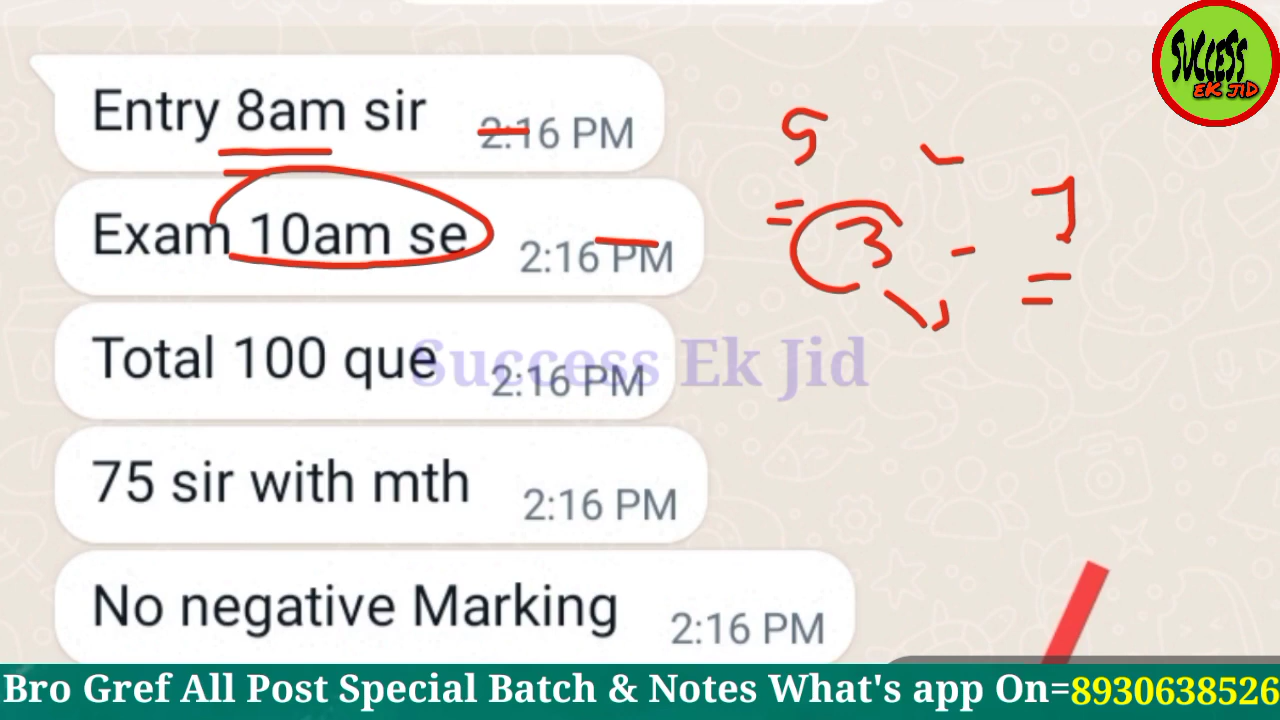 SUCCESS
EK JID
Entry 8am sir 2:16 PM
5
Exam 10am se 2:16 PM
3
Total 100 que 2:16 PM
Success Ek Jid
75 sir with mth 2:16 PM
No negative Marking 2:16 PM
Bro Gref All Post Special Batch & Notes What's app On=8930638526